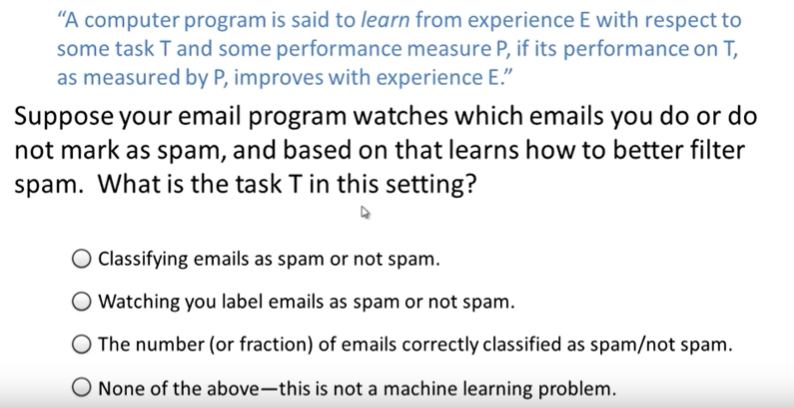 “A computer program is said to learn from experience E with respect to
some task T and some performance measure P, if its performance on T,
as measured by P, improves with experience E.”
Suppose your email program watches which emails you do or do
not mark as spam, and based on that learns how to better filter
spam.  What is the task T in this setting?
Classifying emails as spam or not spam.
Watching you label emails as spam or not spam.
The number (or fraction) of emails correctly classified as spam/not spam.
None of the above—this is not a machine learning problem.